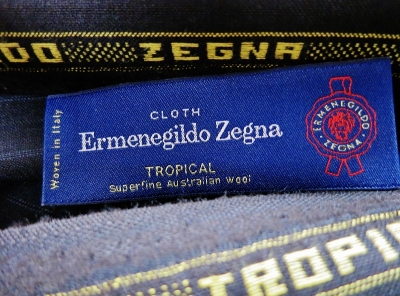 DO ZEGNA
CLOTH
Ermenegildo Zegna
TROPICAL
Superfine Australian Wool
Woven in Italy
ERMENEGILDO
ZEGNA
TROPI